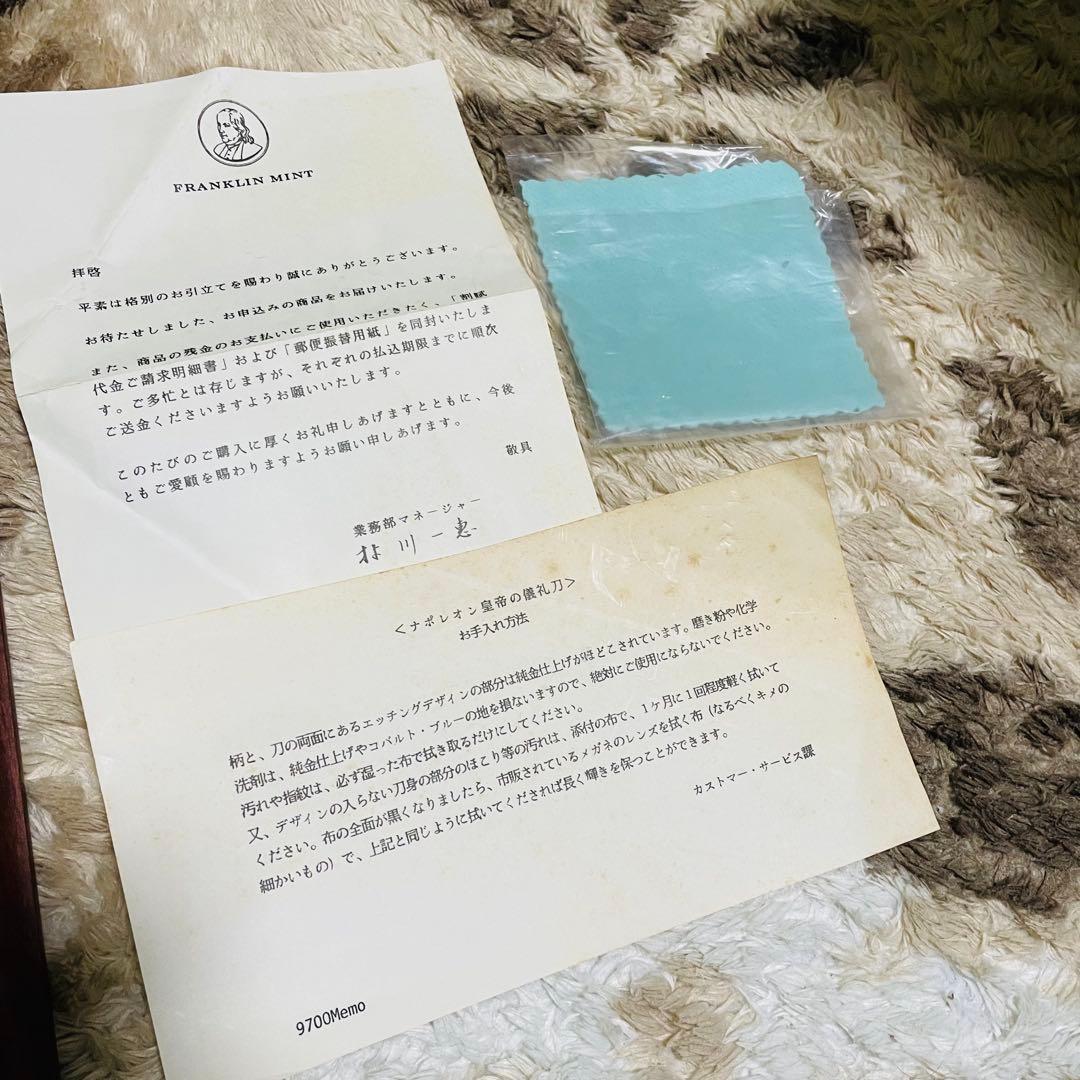 FRANKLIN MINT
拝啓
平素は格別のお引立てを賜わり誠にありがとうございます。
お待たせしました、お申込みの商品をお届けいたします。
また、商品の残金のお支払いにご使用いただきたく、「割賦
代金ご請求明細書」および「郵便振替用紙」を同封いたしま
す。ご多忙とは存じますが、それぞれの払込期限までに順次
ご送金くださいますようお願いいたします。
このたびのご購入に厚くお礼申しあげますとともに、今後
ともご愛顧を賜わりますようお願い申しあげます。
敬具
業務部マネージャー
川一恵
<ナポレオン皇帝の儀礼刀>
お手入れ方法
柄と、刀の両面にあるエッチングデザインの部分は純金仕上げがほどこされています。磨き粉や化学
洗剤は、純金仕上げやコバルト・ブルーの地を損ないますので、絶対にご使用にならないでください。
汚れや指紋は、必ず湿った布で拭き取るだけにしてください。
又、デザインの入らない刀身の部分のほこり等の汚れは、添付の布で、1ヶ月に1回程度軽く拭いて
ください。布の全面が黒くなりましたら、市販されているメガネのレンズを拭く布(なるべくキメの
細かいもの)で、上記と同じように拭いてくだされば長く輝きを保つことができます。
カストマー・サービス課
9700Memo